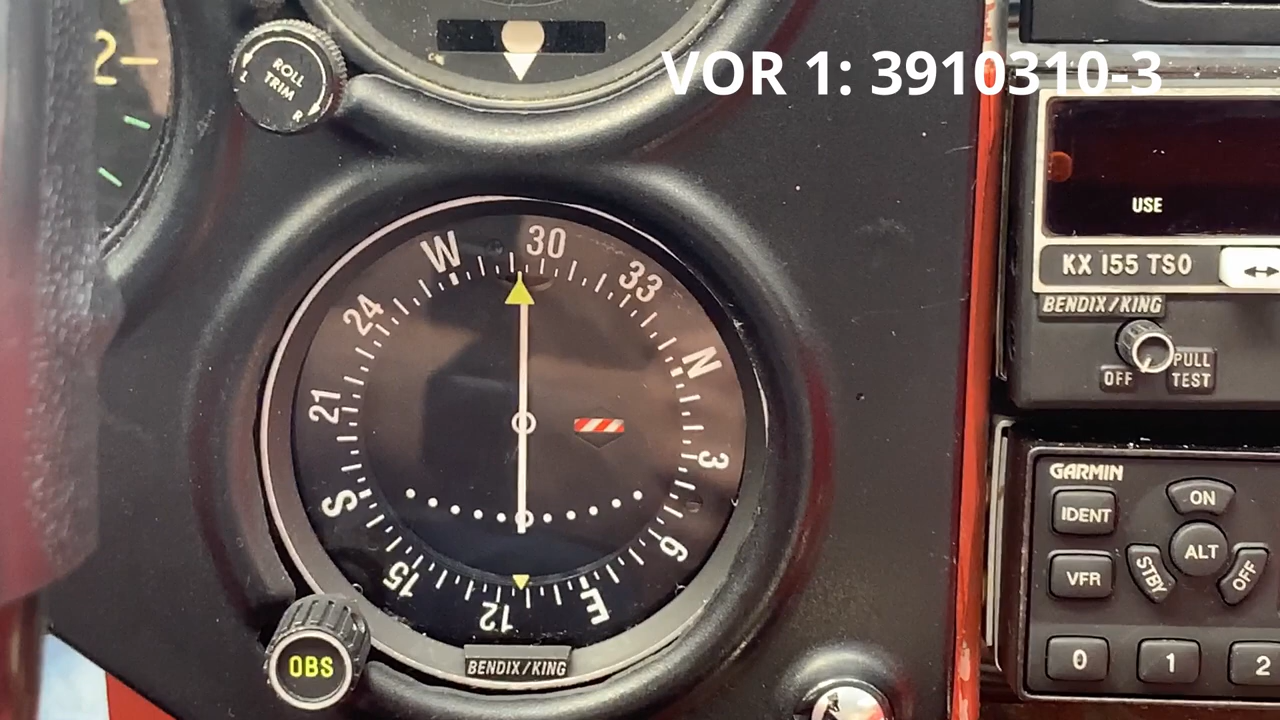 2
ROLL
TRIM
L
R
VOR 1: 3910310-3
USE
KX 155 TSO
BENDIX/KING
OFF
PULL
TEST
W
30
33
24
N
21
3
S
6
15
12
E
OBS
BENDIX/KING
GARMIN
IDENT
ON
ALT
VFR
STBY
OFF
0
1
2